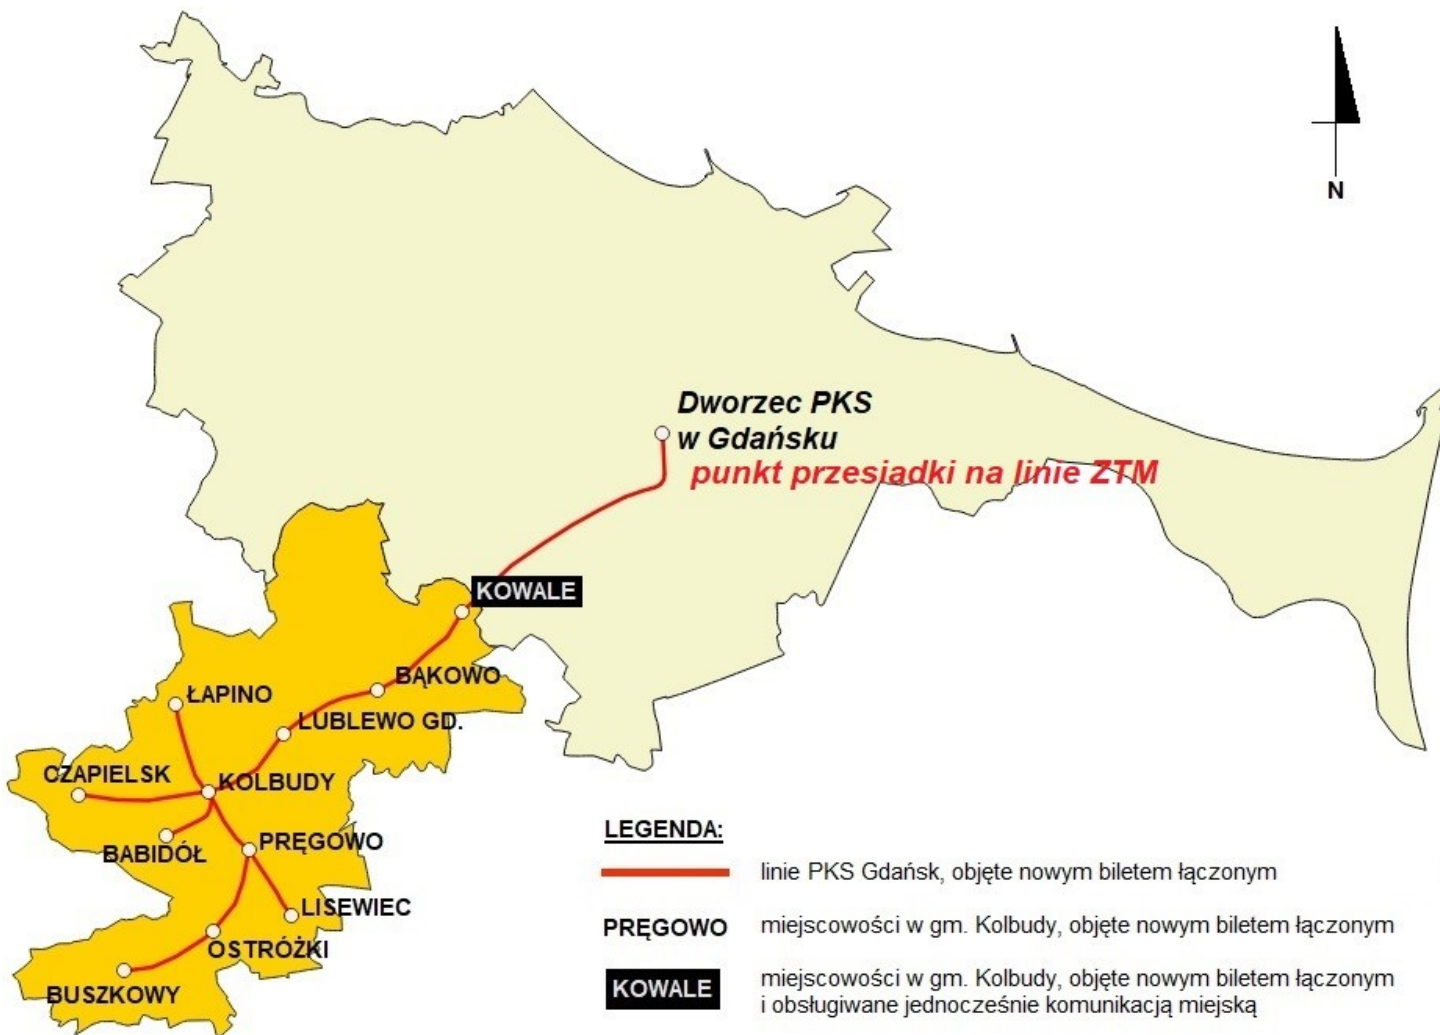 N
Dworzec PKS
w Gdańsku
punkt przesiadki na linie ZTM
KOWALE
BĄKOWO
ŁAPINO
LUBLEWO GD.
CZAPIELSK
KOLBUDY
BABIDÓŁ
PRĘGOWO
LISEWIEC
OSTRÓŻKI
BUSZKOWY
LEGENDA:
linie PKS Gdańsk, objęte nowym biletem łączonym
PRĘGOWO miejscowości w gm. Kolbudy, objęte nowym biletem łączonym
KOWALE miejscowości w gm. Kolbudy, objęte nowym biletem łączonym
i obsługiwane jednocześnie komunikacją miejską